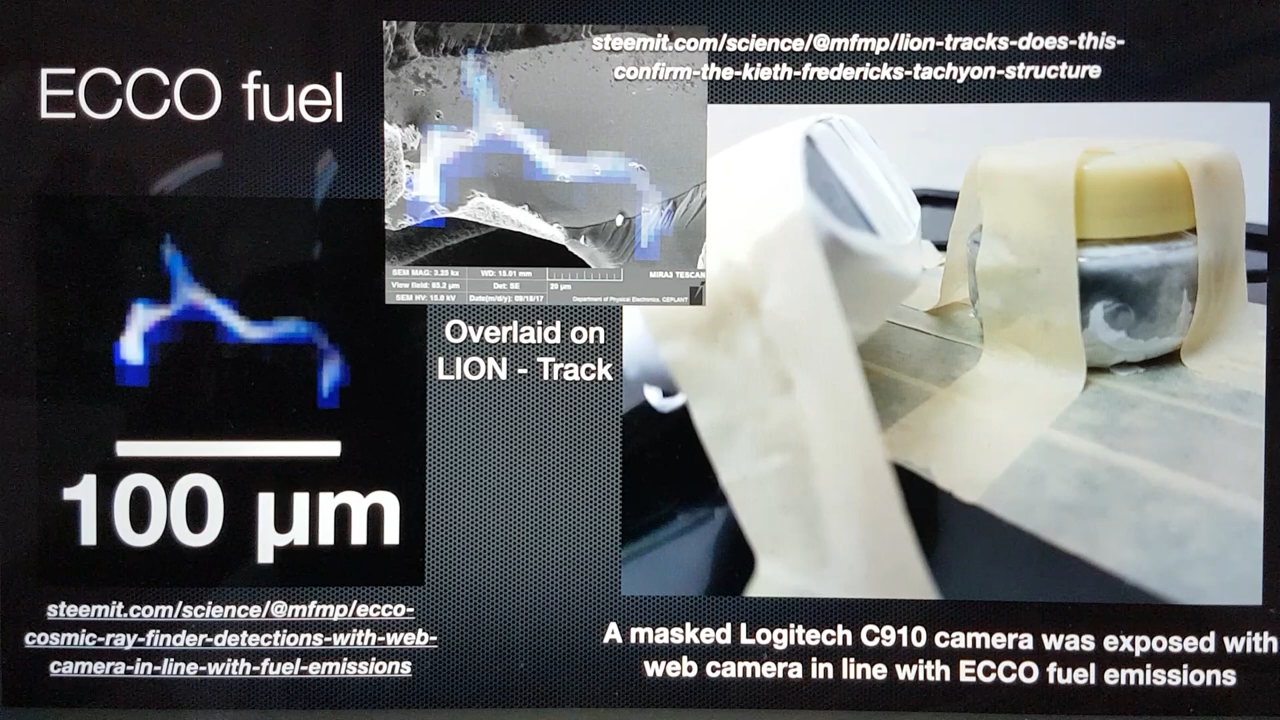 ECCO fuel
steemit.com/science/@mfmp/lion-tracks-does-this-
confirm-the-kieth-fredericks-tachyon-structure
SEM MAG: 3.25 kx
WD: 15.01 mm
MIRA3 TESCAN
View field: 85.2 µm
Det: SE
20 µm
SEM HV: 15.0 kV
Date(m/d/y): 09/18/17
Department of Physical Electronics, CEPLANT
Overlaid on
LION - Track
100 µm
steemit.com/science/@mfmp/ecco-
cosmic-ray-finder-detections-with-web-
camera-in-line-with-fuel-emissions
A masked Logitech C910 camera was exposed with
web camera in line with ECCO fuel emissions